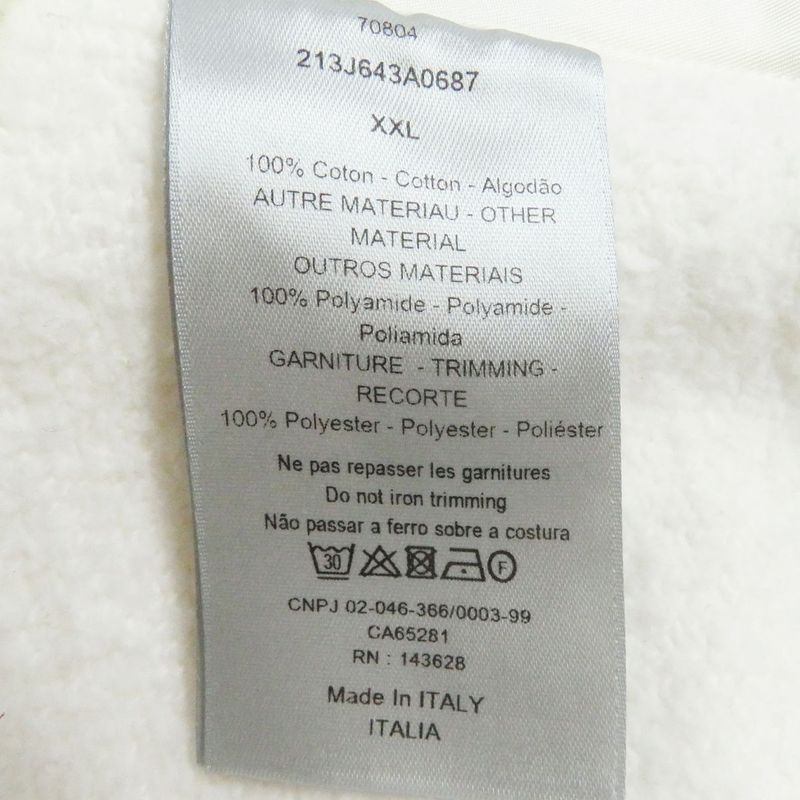 70804
213J643A0687
XXL
100% Coton - Cotton - Algodão
AUTRE MATERIAU - OTHER
MATERIAL
OUTROS MATERIAIS
100% Polyamide - Polyamide -
Poliamida
GARNITURE - TRIMMING -
RECORTE
100% Polyester - Polyester - Poliéster
Ne pas repasser les garnitures
Do not iron trimming
Não passar a ferro sobre a costura
30 F
CNPJ 02-046-366/0003-99
CA65281
RN : 143628
Made In ITALY
ITALIA